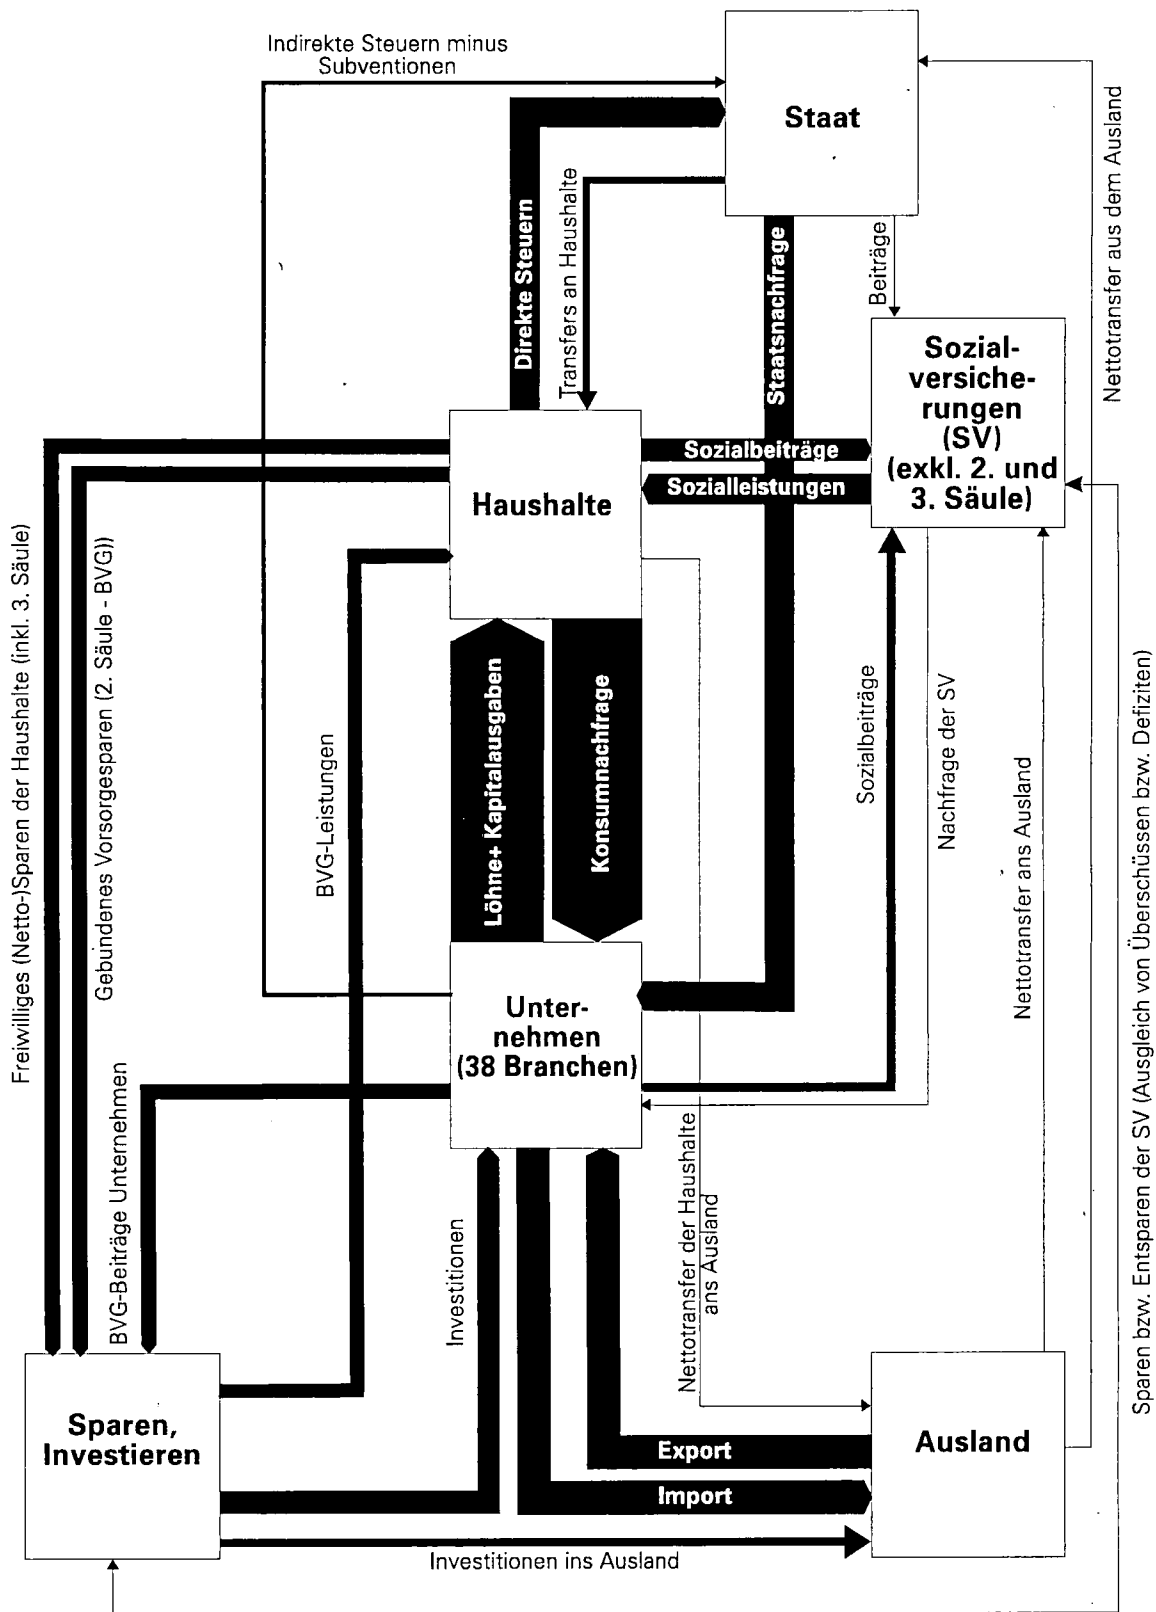 Indirekte Steuern minus
Subventionen
Staat
Nettotransfer aus dem Ausland
Direkte Steuern
Transfers an Haushalte
Staatsnachfrage
Beiträge
Sozial-
versiche-
rungen
(SV)
(exkl. 2. und
3. Säule)
Sozialbeiträge
Sozialleistungen
Haushalte
Freiwilliges (Netto-)Sparen der Haushalte (inkl. 3. Säule)
Gebundenes Vorsorgesparen (2. Säule - BVG))
BVG-Leistungen
Löhne+ Kapitalausgaben
Konsumnachfrage
Sozialbeiträge
Nachfrage der SV
Nettotransfer ans Ausland
Sparen bzw. Entsparen der SV (Ausgleich von Überschüssen bzw. Defiziten)
Unter-
nehmen
(38 Branchen)
BVG-Beiträge Unternehmen
Investitionen
Nettotransfer der Haushalte
ans Ausland
Sparen,
Investieren
Ausland
Export
Import
Investitionen ins Ausland